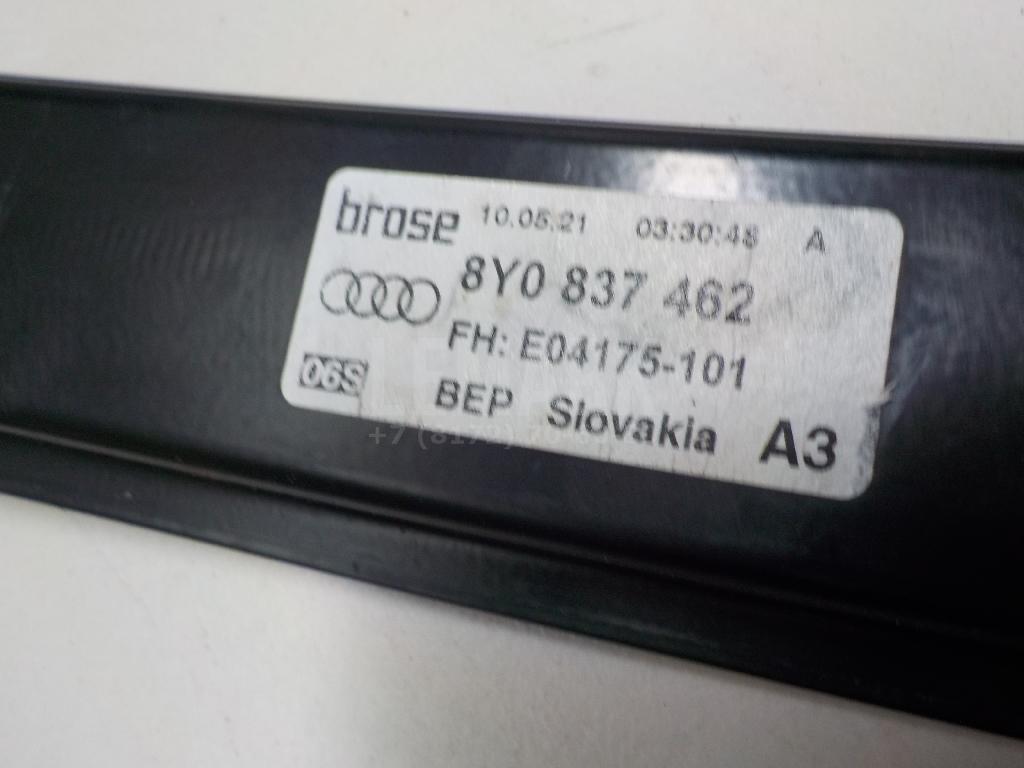 brose 10.05.21 03:30:48 A
8Y0 837 462
FH: E04175-101
06S BEP Slovakia A3